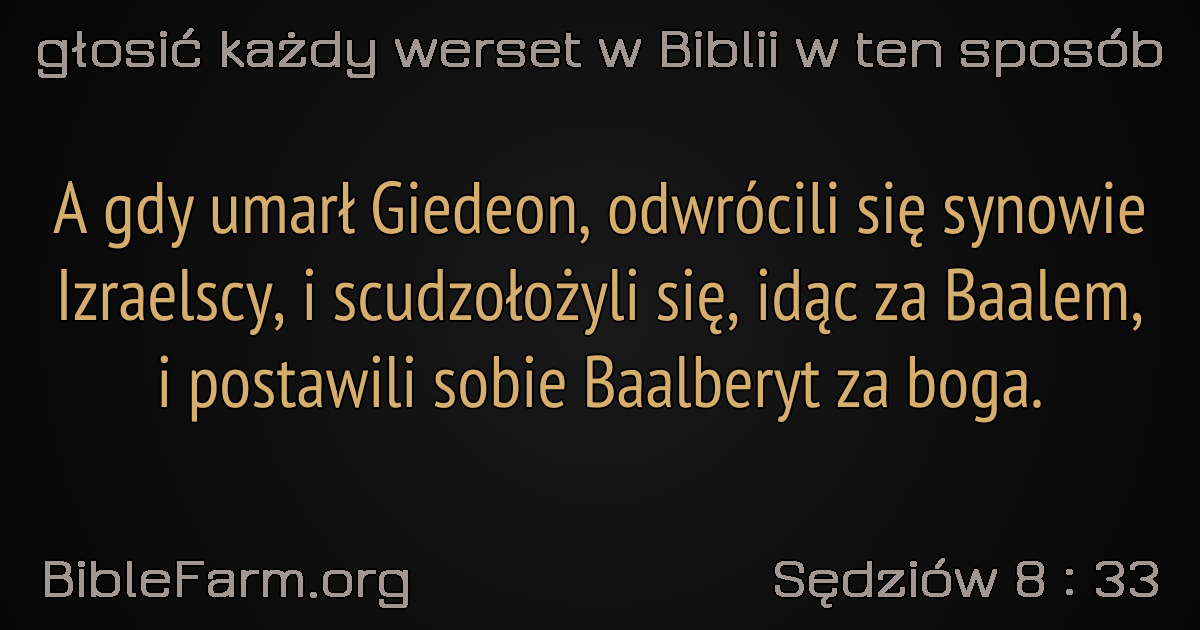 głosić każdy werset w Biblii w ten sposób
A gdy umarł Giedeon, odwrócili się synowie
Izraelscy, i scudzołożyli się, idąc za Baalem,
i postawili sobie Baalberyt za boga.
BibleFarm.org
Sędziów 8 : 33